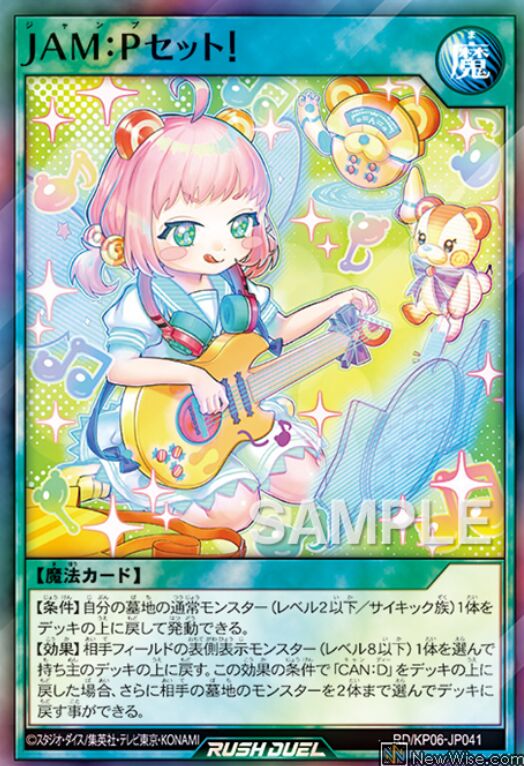 ジャンプ
JAM:Pセット!
ま
魔
SAMPLE
【魔法カード】
【条件】自分の墓地の通常モンスター(レベル2以下/サイキック族)1体を
デッキの上に戻して発動できる。
【効果】相手フィールドの表側表示モンスター(レベル8以下)1体を選んで
持ち主のデッキの上に戻す。この効果の条件で「CAN:D」をデッキの上に
戻した場合、さらに相手の墓地のモンスターを2体まで選んでデッキに
戻す事ができる。
©スタジオ・ダイス/集英社・テレビ東京・KONAMI
RUSH DUEL
RD/KP06-JP041
NewWise.com